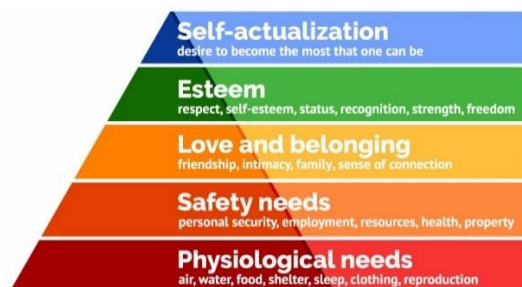 Self-actualization
desire to become the most that one can be
Esteem
respect, self-esteem, status, recognition, strength, freedom
Love and belonging
friendship, intimacy, family, sense of connection
Safety needs
personal security, employment, resources, health, property
Physiological needs
air, water, food, shelter, sleep, clothing, reproduction